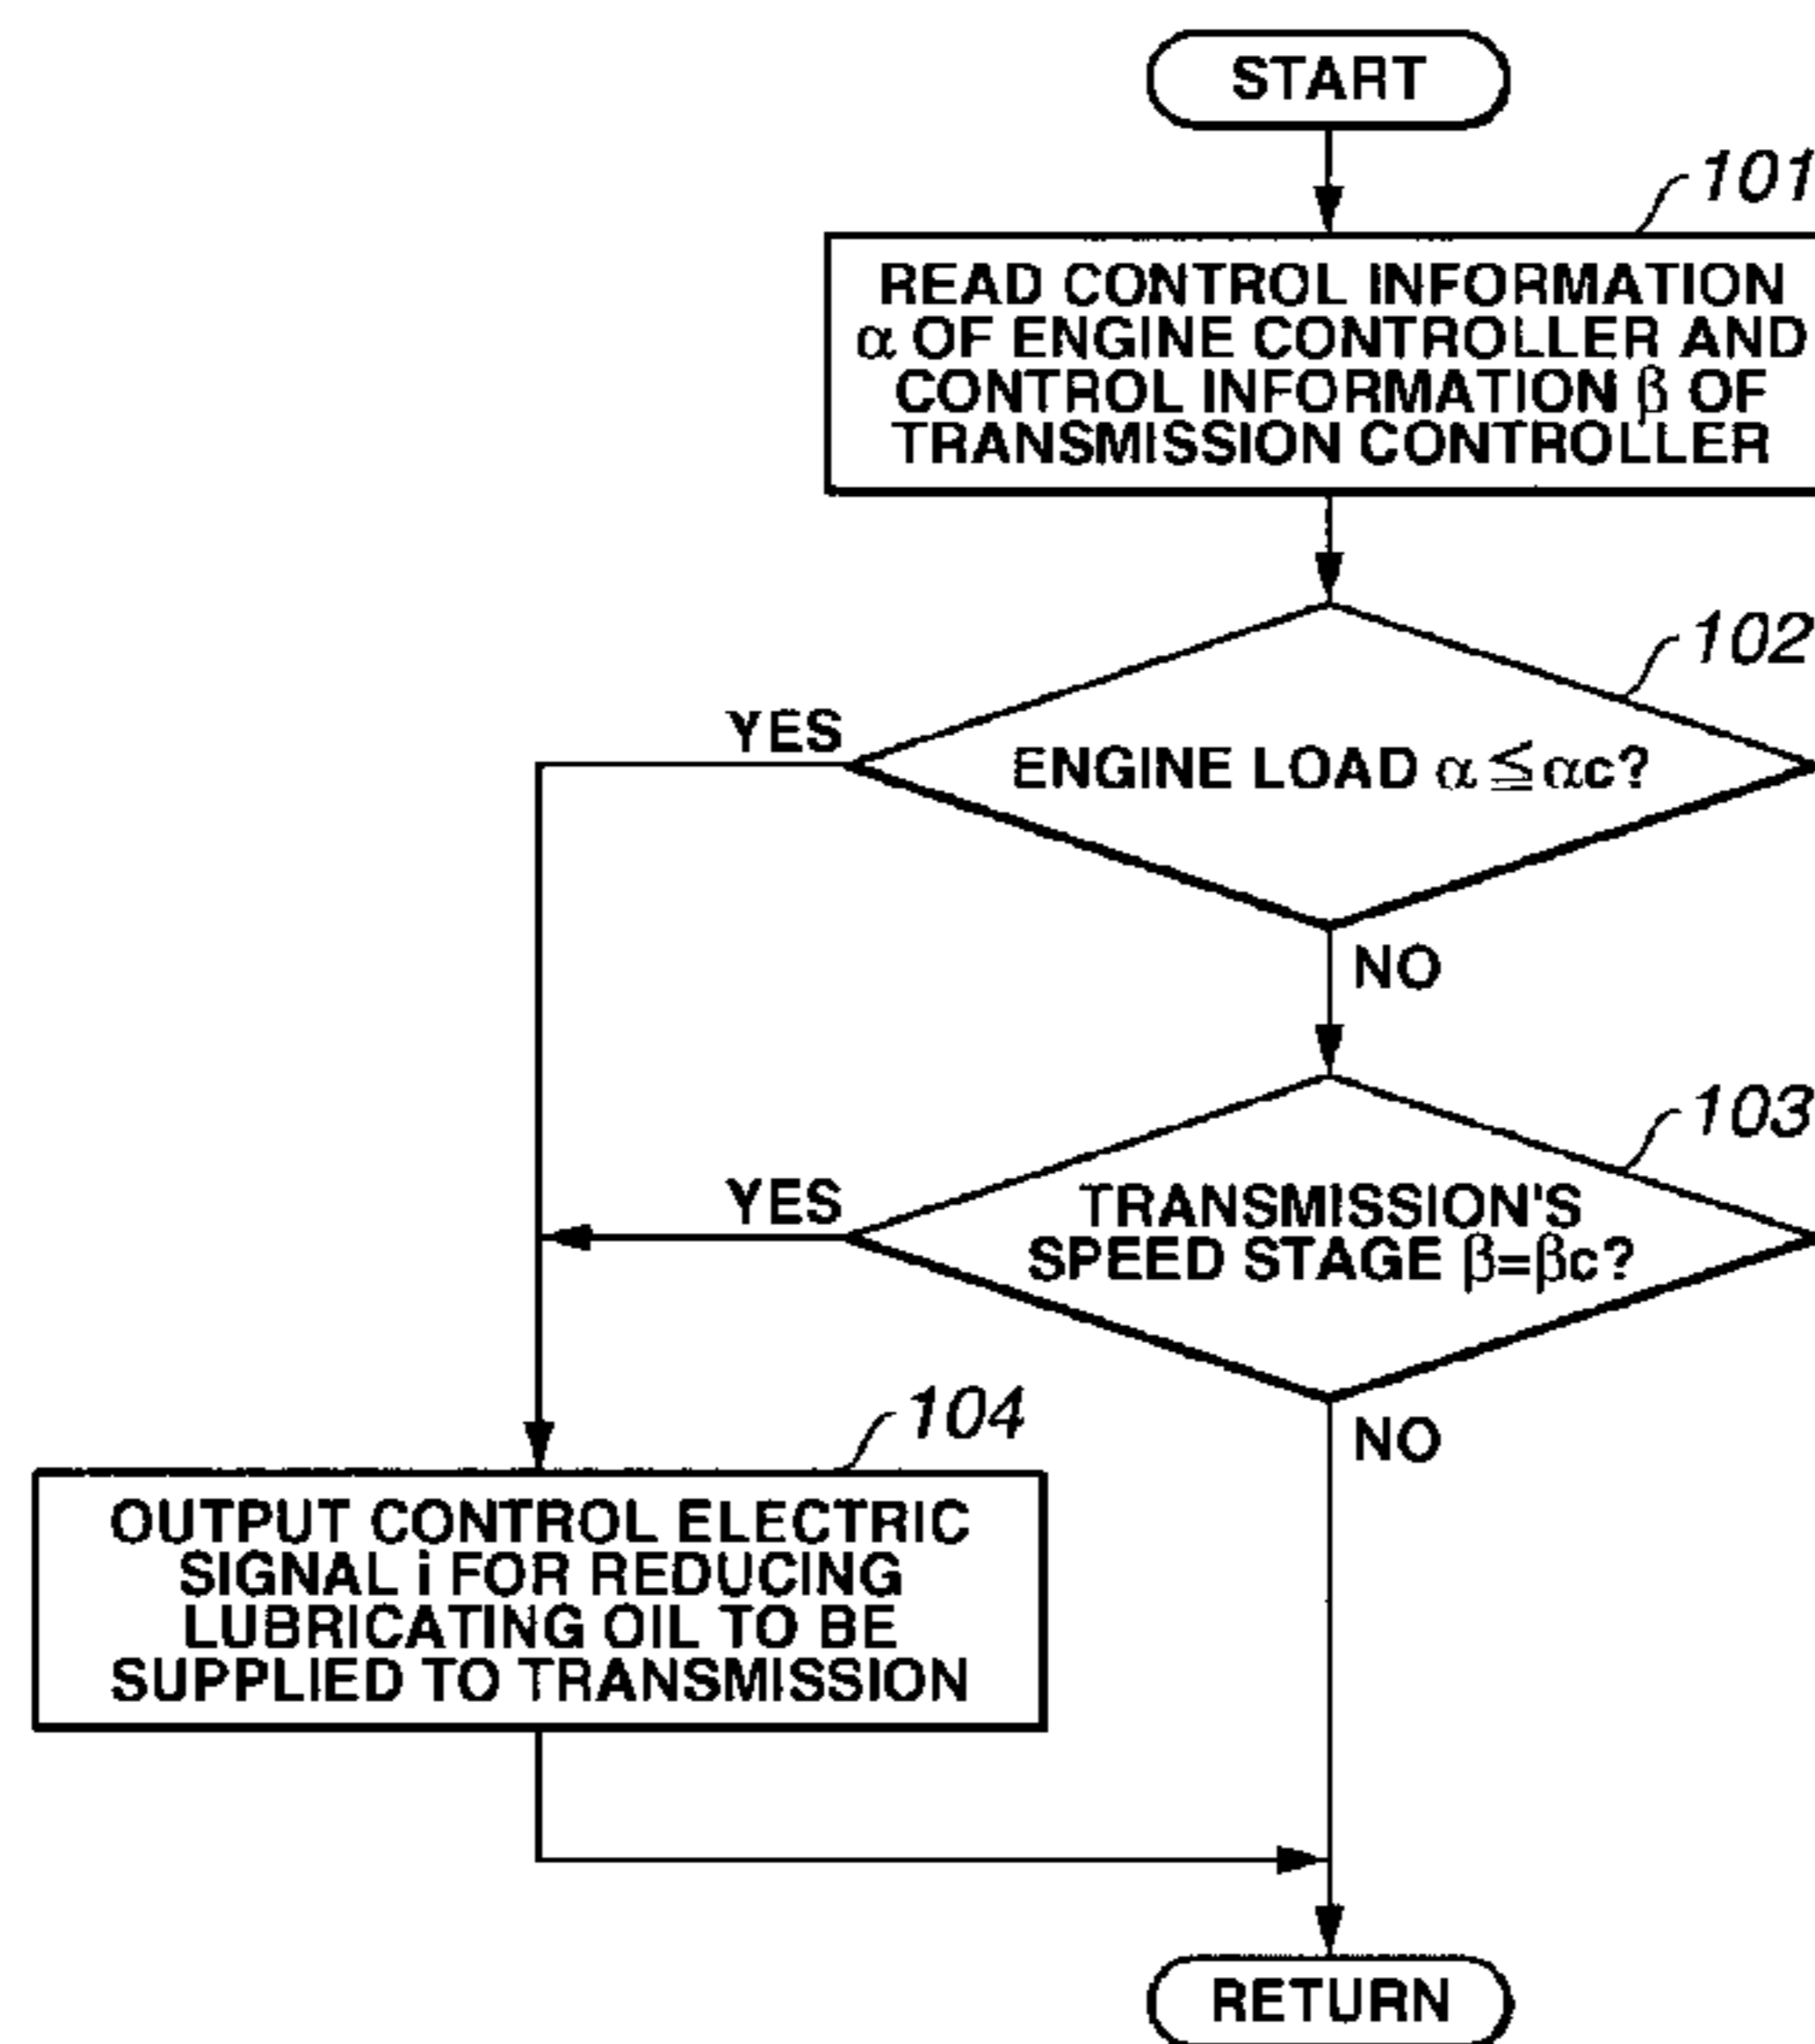 START
101
READ CONTROL INFORMATION
α OF ENGINE CONTROLLER AND
CONTROL INFORMATION β OF
TRANSMISSION CONTROLLER
102
YES
ENGINE LOAD α ≦ αc?
NO
103
YES
TRANSMISSION'S
SPEED STAGE β=βc?
NO
104
OUTPUT CONTROL ELECTRIC
SIGNAL i FOR REDUCING
LUBRICATING OIL TO BE
SUPPLIED TO TRANSMISSION
RETURN